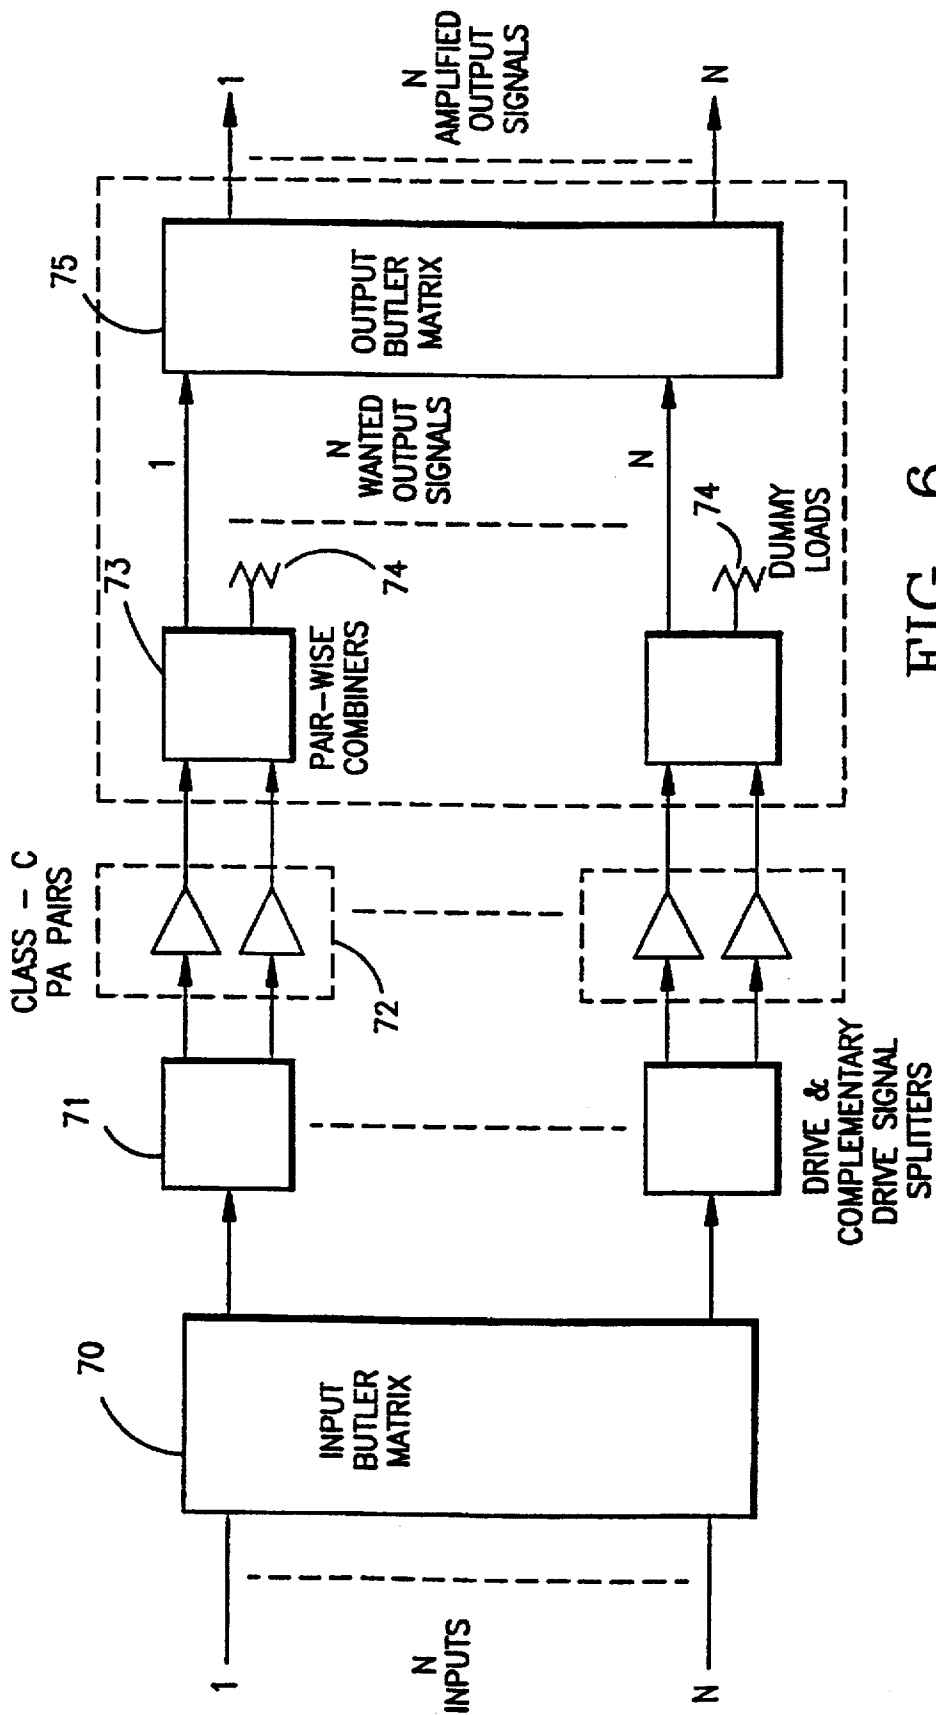 1
N
INPUTS
N
70
INPUT
BUTLER
MATRIX
71
DRIVE &
COMPLEMENTARY
DRIVE SIGNAL
SPLITTERS
CLASS - C
PA PAIRS
72
73
PAIR-WISE
COMBINERS
74
74
DUMMY
LOADS
1
N
WANTED
OUTPUT
SIGNALS
N
75
OUTPUT
BUTLER
MATRIX
1
N
AMPLIFIED
OUTPUT
SIGNALS
N
FIG. 6